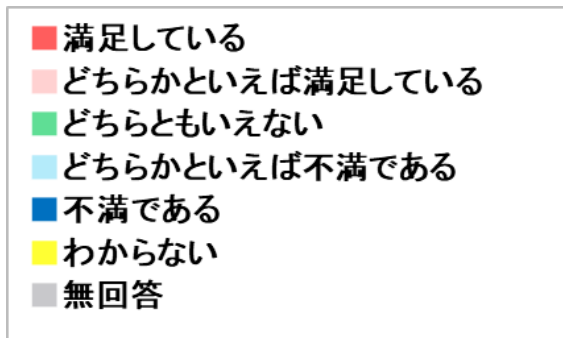 満足している
どちらかといえば満足している
どちらともいえない
どちらかといえば不満である
不満である
わからない
無回答